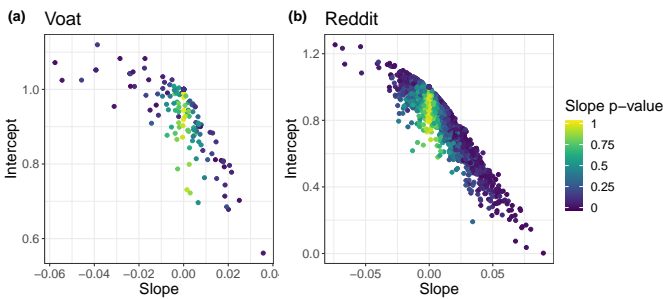 (a) Voat
Intercept
1.0
0.8
0.6
−0.06 −0.04 −0.02 0.00 0.02 0.04
Slope
(b) Reddit
Intercept
1.2
0.8
0.4
0.0
−0.05 0.00 0.05
Slope
Slope p−value
1
0.75
0.5
0.25
0